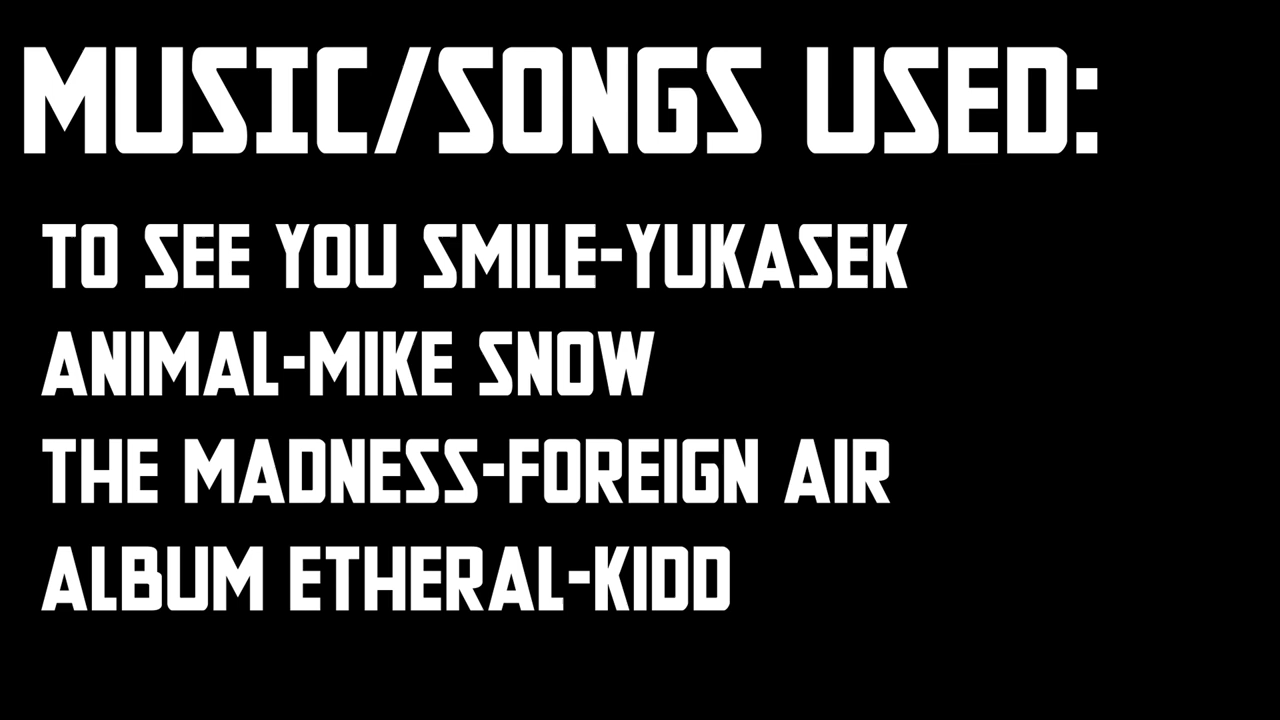 MUSIC/SONGS USED:
TO SEE YOU SMILE-YUKASEK
ANIMAL-MIKE SNOW
THE MADNESS-FOREIGN AIR
ALBUM ETHERAL-KIDD